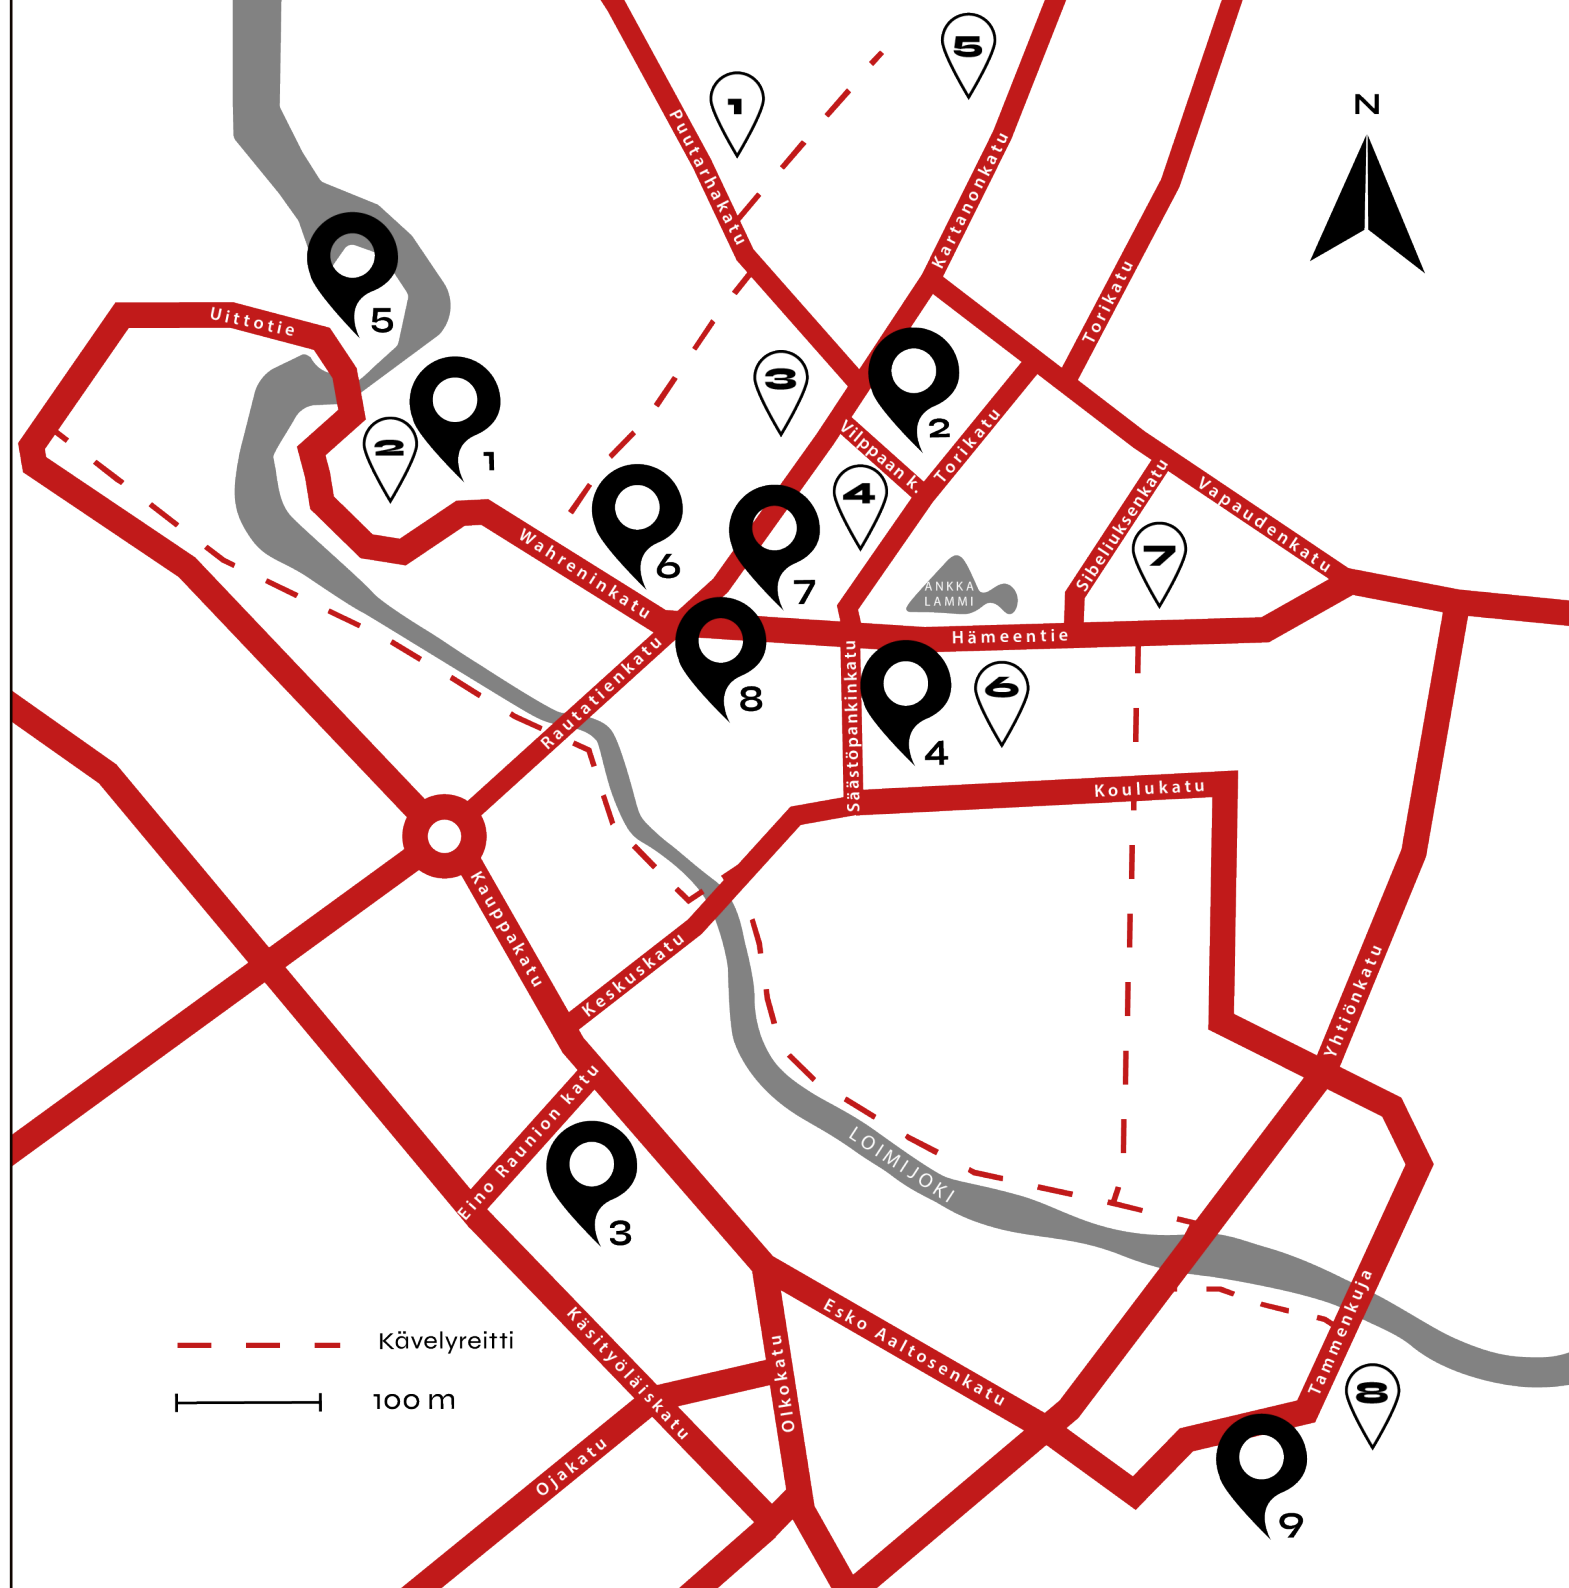 5
N
1
Puutarhakatu
Kartanonkatu
Torikatu
5
Uittotie
3
2
Vilppaan k.
Torikatu
2
1
4
Sibeliuksenkatu
Vapaudenkatu
7
6
7
Wahreninkatu
ANKKA
LAMMI
Hämeentie
Rautatienkatu
8
Säästöpankinkatu
4
6
Koulukatu
Kauppakatu
Keskuskatu
Yhtiönkatu
Eino Raunion katu
LOIMIJOKI
3
Käsityöläiskatu
Esko Aaltosenkatu
Tammenkuja
Kävelyreitti
100 m
Olkokatu
8
Ojakatu
9